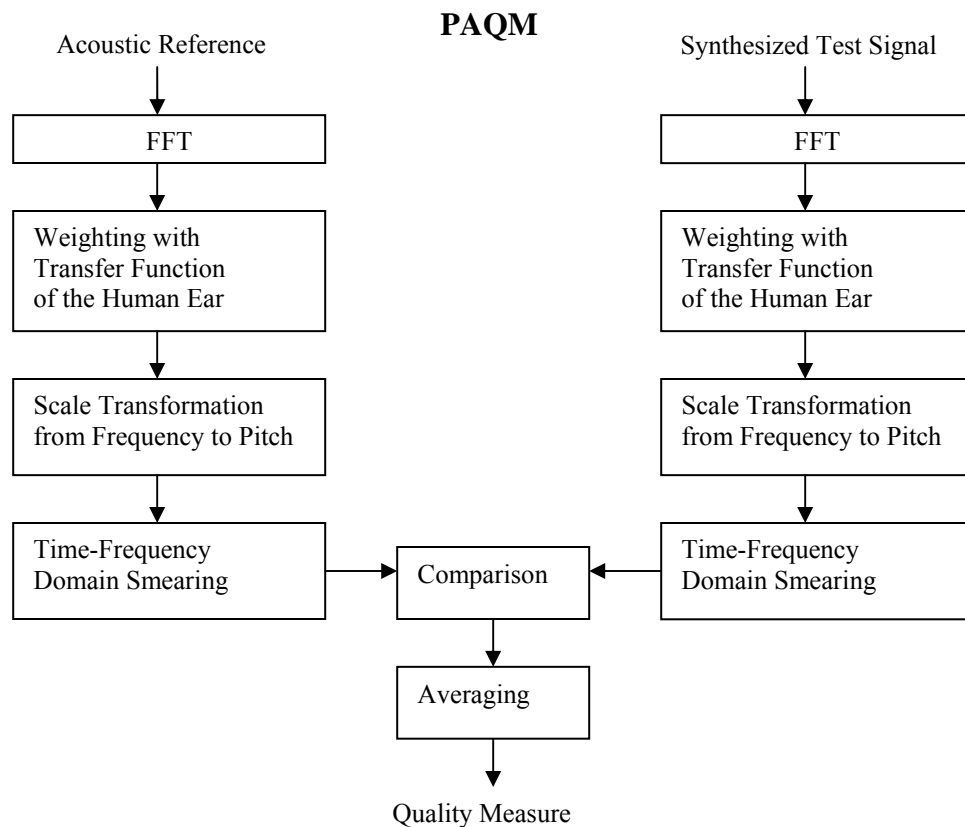 PAQM
Acoustic Reference
Synthesized Test Signal
FFT
FFT
Weighting with
Transfer Function
of the Human Ear
Weighting with
Transfer Function
of the Human Ear
Scale Transformation
from Frequency to Pitch
Scale Transformation
from Frequency to Pitch
Time-Frequency
Domain Smearing
Comparison
Time-Frequency
Domain Smearing
Averaging
Quality Measure